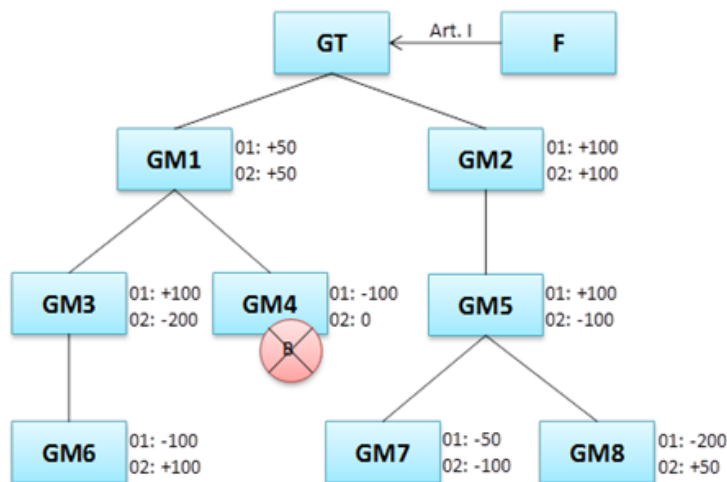 GT
Art. I
F
GM1
01: +50
02: +50
GM2
01: +100
02: +100
GM3
01: +100
02: -200
GM4
01: -100
02: 0
B
GM5
01: +100
02: -100
GM6
01: -100
02: +100
GM7
01: -50
02: -100
GM8
01: -200
02: +50